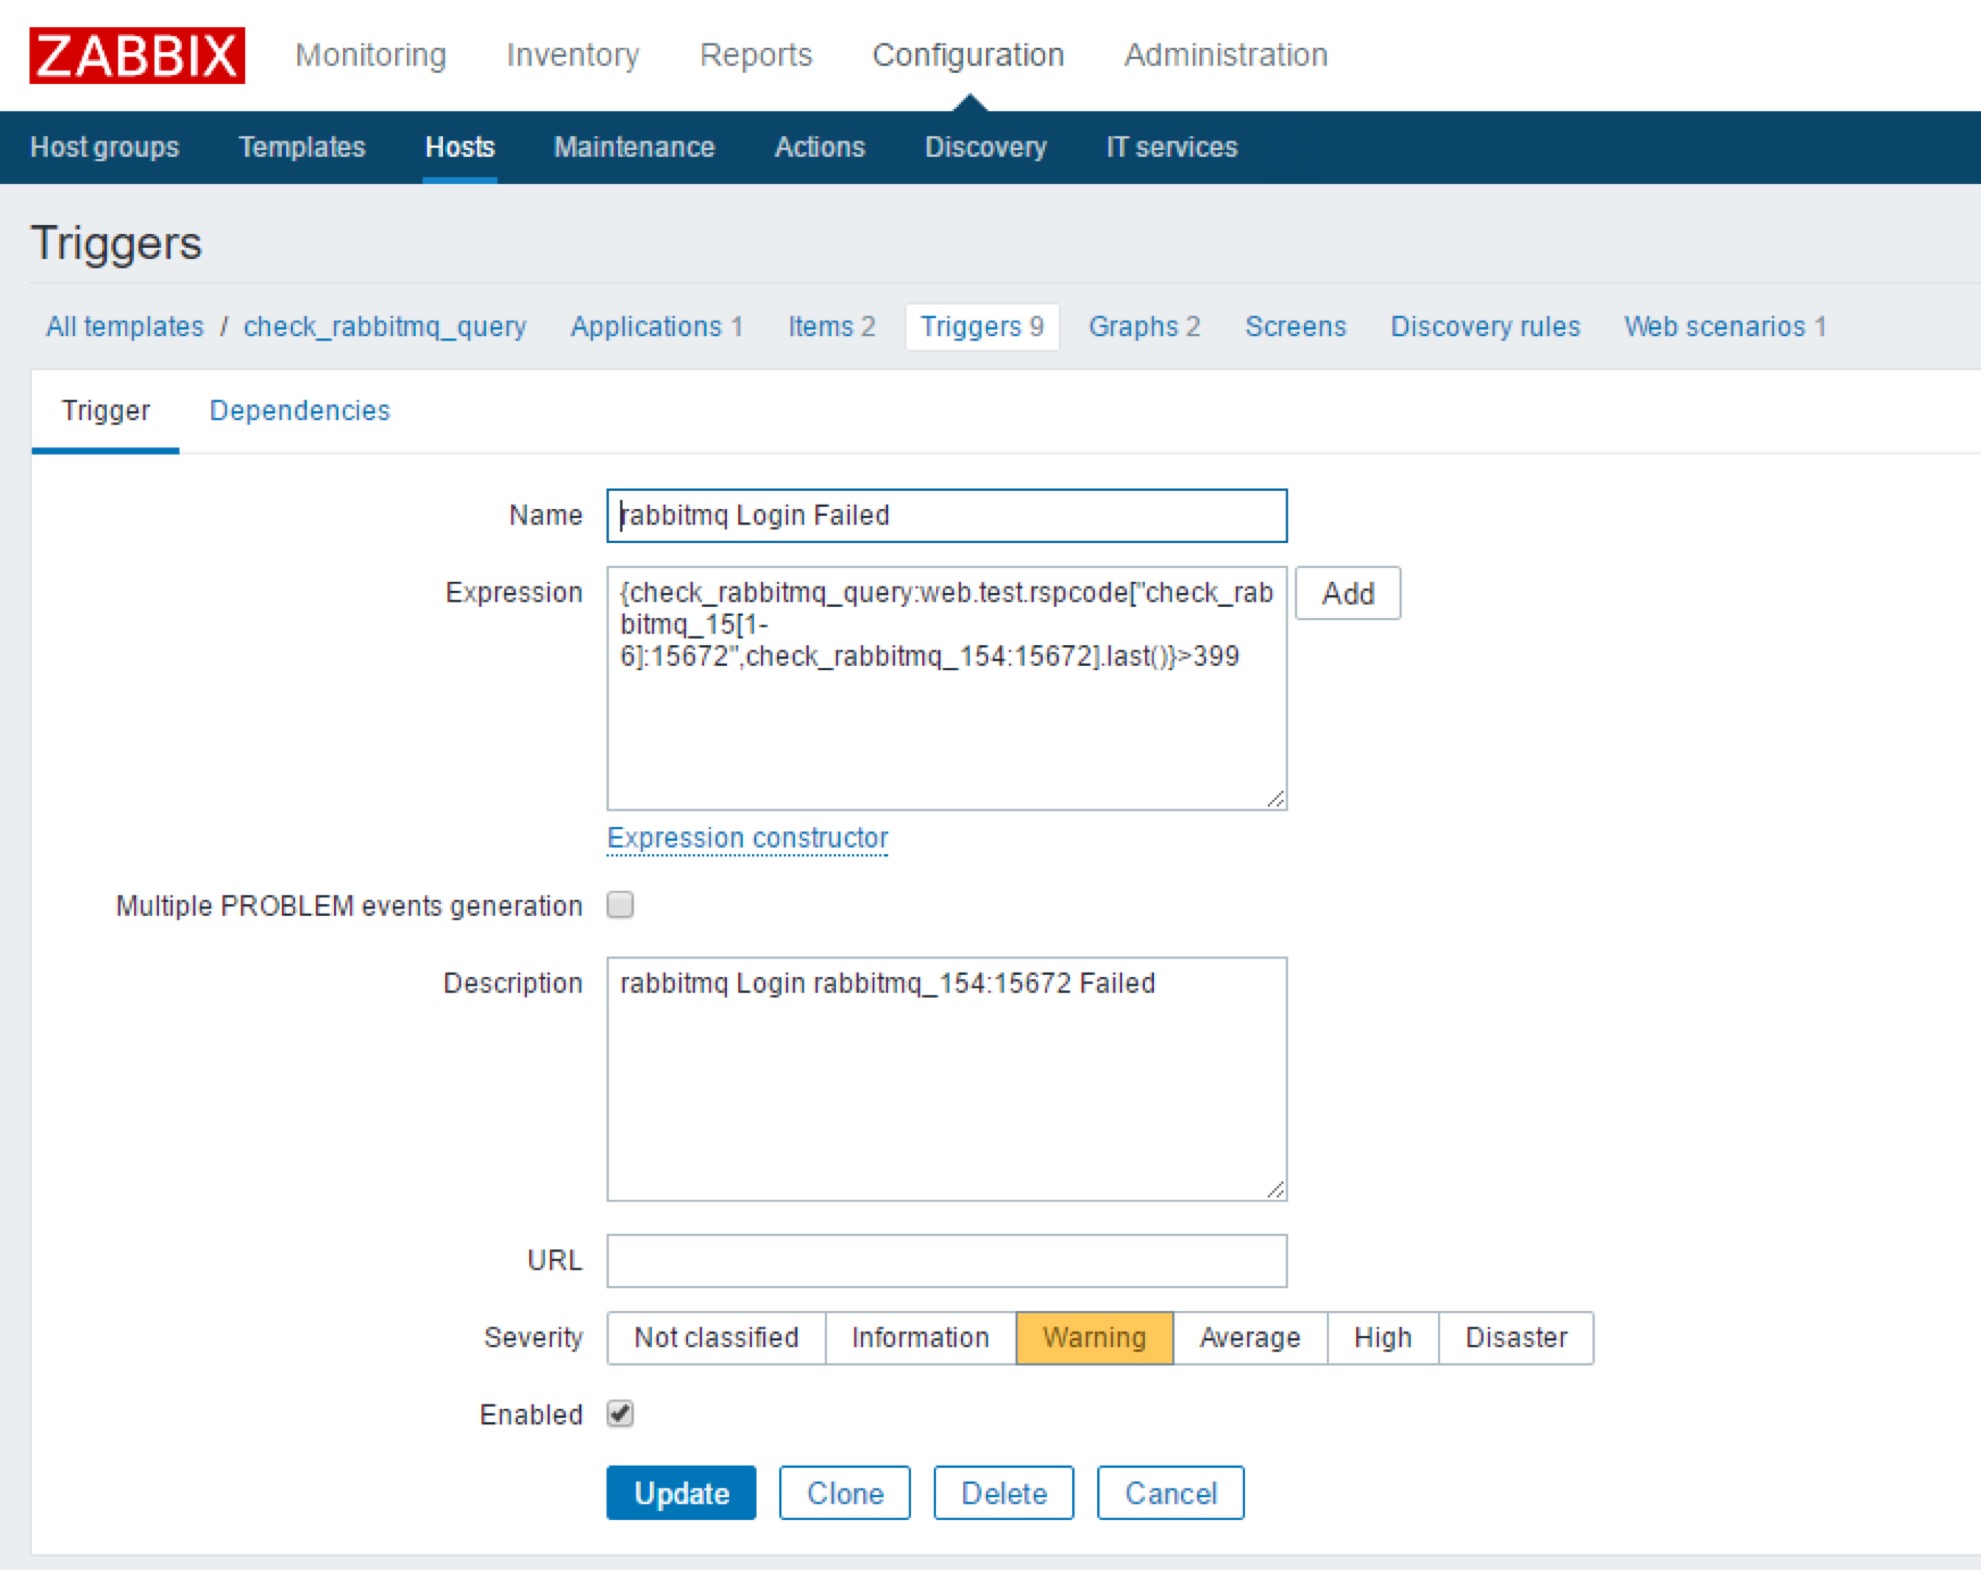 ZABBIX Monitoring Inventory Reports Configuration Administration
Host groups Templates Hosts Maintenance Actions Discovery IT services
Triggers
All templates / check_rabbitmq_query Applications 1 Items 2 Triggers 9 Graphs 2 Screens Discovery rules Web scenarios 1
Trigger Dependencies
Name rabbitmq Login Failed
Expression {check_rabbitmq_query:web.test.rspcode["check_rab Add
bitmq_15[1-
6]:15672",check_rabbitmq_154:15672].last()}>399
Expression constructor
Multiple PROBLEM events generation
Description rabbitmq Login rabbitmq_154:15672 Failed
URL
Severity Not classified Information Warning Average High Disaster
Enabled
Update Clone Delete Cancel